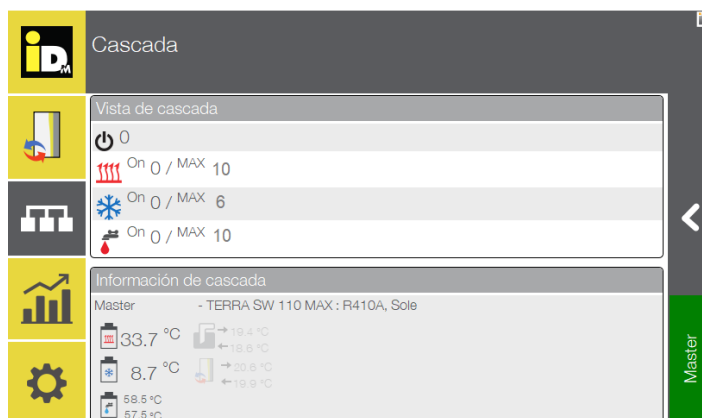 iDM
Cascada
Vista de cascada
0
On 0 / MAX 10
On 0 / MAX 6
On 0 / MAX 10
Información de cascada
Master - TERRA SW 110 MAX : R410A, Sole
33.7 °C → 19.4 °C
← 18.6 °C
8.7 °C → 20.6 °C
← 19.9 °C
58.5 °C
57.5 °C
Master